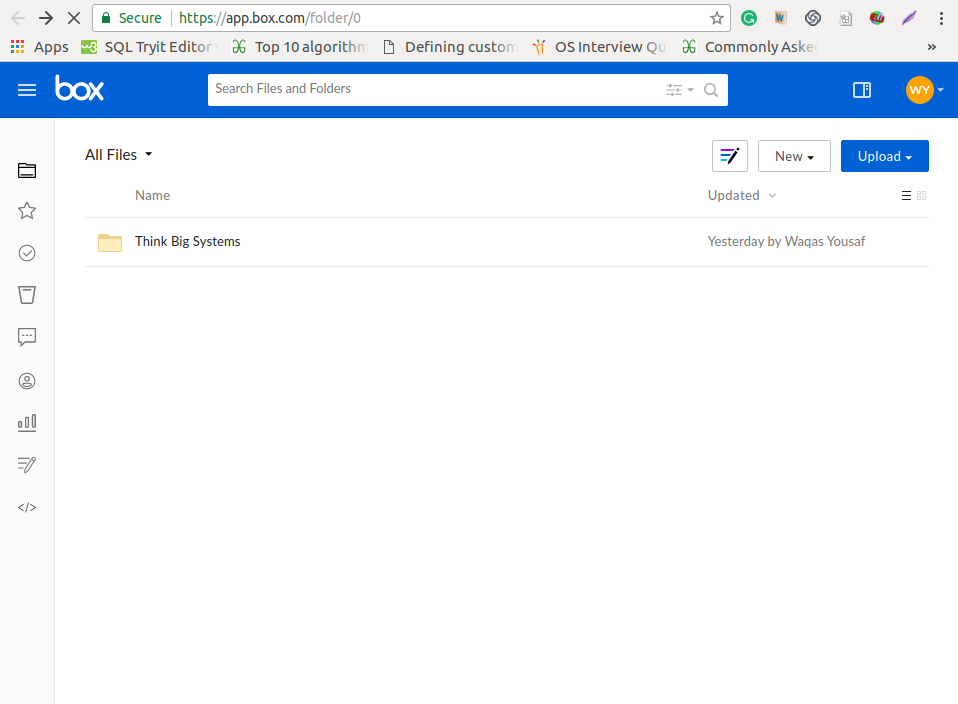 Secure https://app.box.com/folder/0
Apps SQL Tryit Editor Top 10 algorithm Defining custom OS Interview Qu Commonly Aske »
box Search Files and Folders WY
All Files New Upload
Name Updated
Think Big Systems Yesterday by Waqas Yousaf